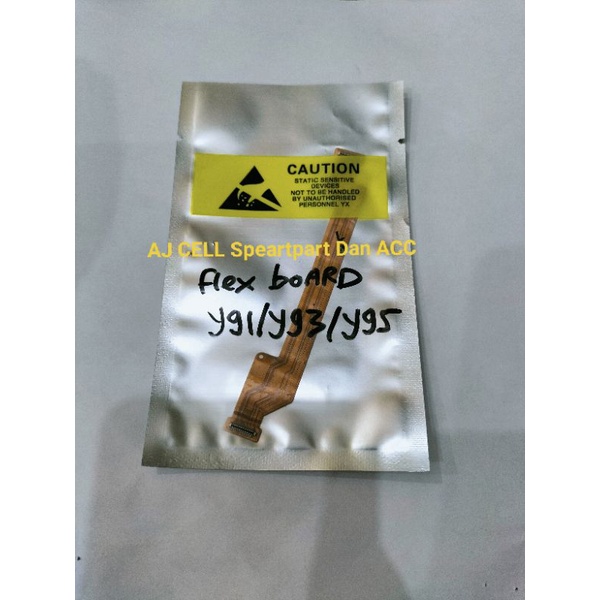 CAUTION
STATIC SENSITIVE
DEVICES
NOT TO BE HANDLED
BY UNAUTHORISED
PERSONNEL YX
AJ CELL Speartpart Dan ACC
flex boARD
y91/y93/y95